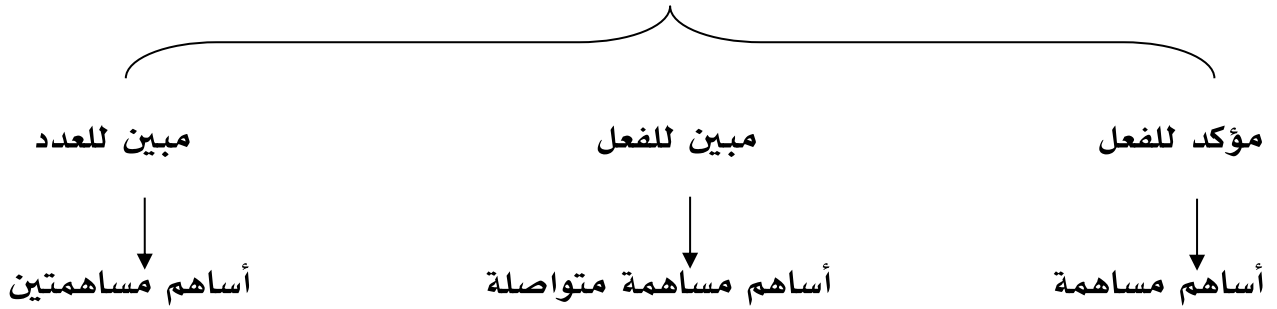 مؤكد للفعل مبين للفعل مبين للعدد
أساهم مساهمة أساهم مساهمة متواصلة أساهم مساهمتين